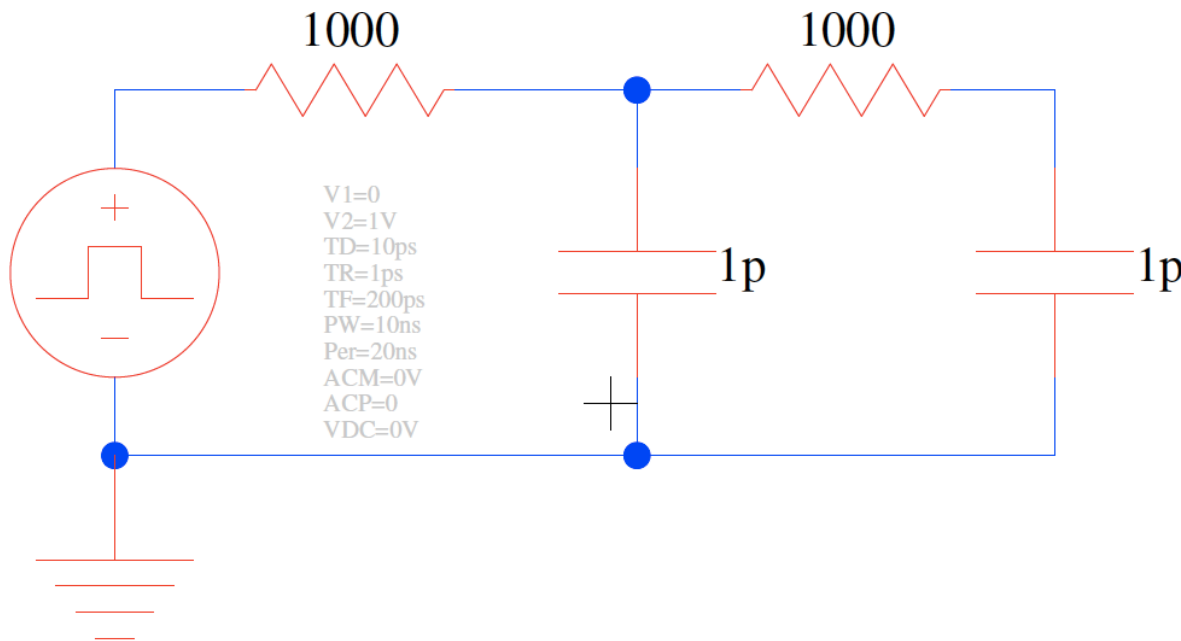 1000
1000
V1=0
V2=1V
TD=10ps
TR=1ps
TF=200ps
PW=10ns
Per=20ns
ACM=0V
ACP=0
VDC=0V
1p
1p